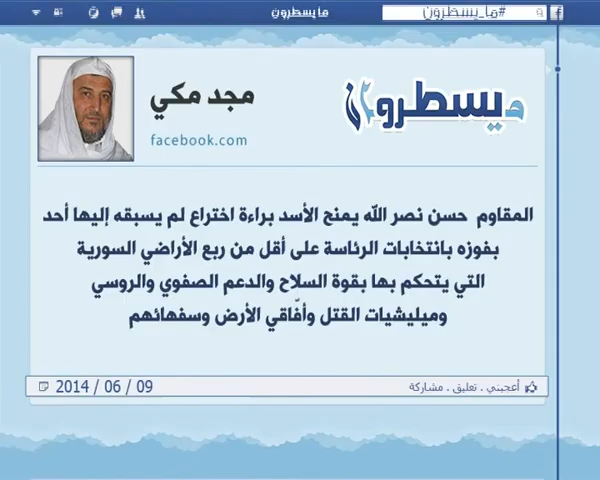 ما يسطرون
#ما_يسطرون
ما يسطرون
مجد مكي
facebook.com
المقاوم حسن نصر الله يمنح الأسد براءة اختراع لم يسبقه إليها أحد
بفوزه بانتخابات الرئاسة على أقل من ربع الأراضي السورية
التي يتحكم بها بقوة السلاح والدعم الصفوي والروسي
وميليشيات القتل وأفّاقي الأرض وسفهائهم
أعجبني . تعليق . مشاركة
2014 / 06 / 09